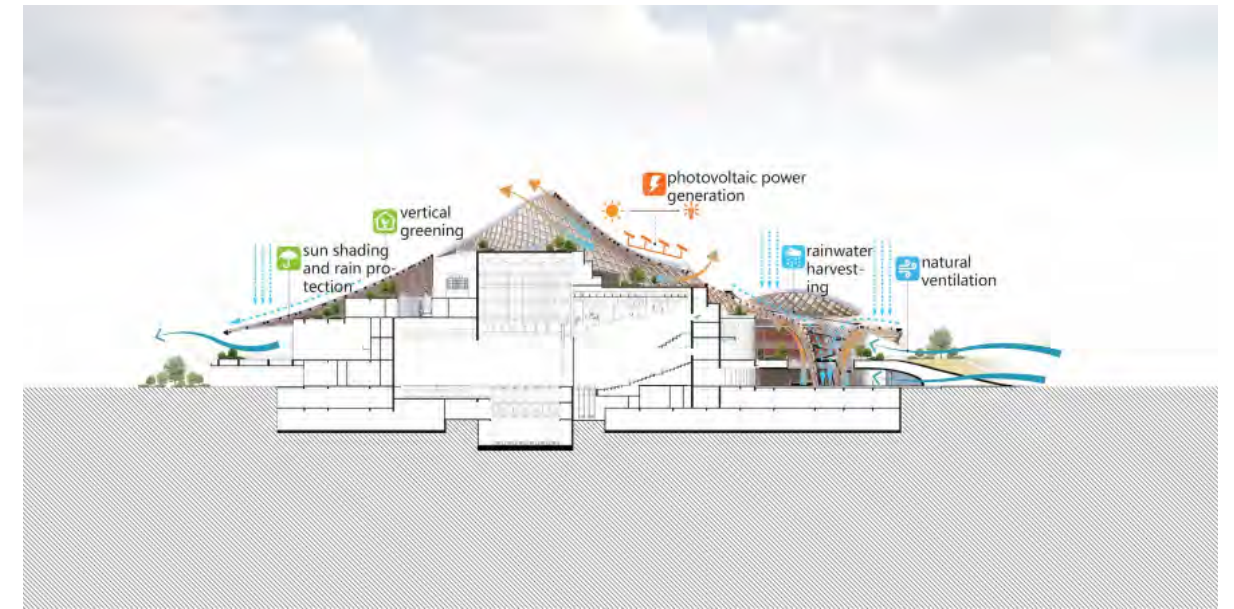 photovoltaic power
generation
vertical
greening
sun shading
and rain pro-
tection
rainwater
harvest-
ing
natural
ventilation